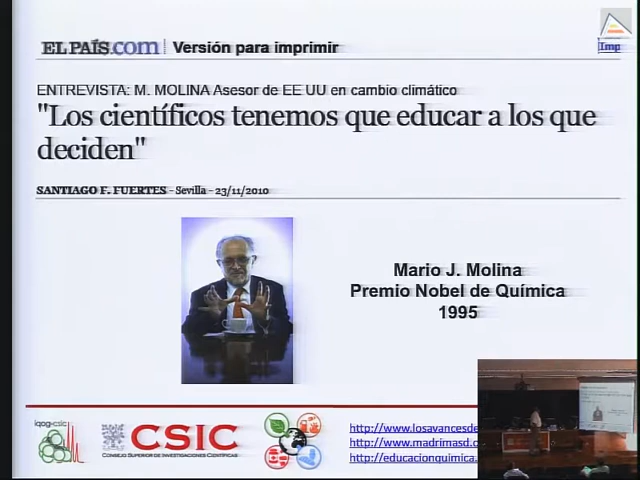 EL PAÍS.com Versión para imprimir
Imp
ENTREVISTA: M. MOLINA Asesor de EE UU en cambio climático
"Los científicos tenemos que educar a los que
deciden"
SANTIAGO F. FUERTES - Sevilla - 23/11/2010
Mario J. Molina
Premio Nobel de Química
1995
iqog-csic
CSIC
CONSEJO SUPERIOR DE INVESTIGACIONES CIENTÍFICAS
http://www.losavancesde
http://www.madrimasd.o
http://educacionquimica.